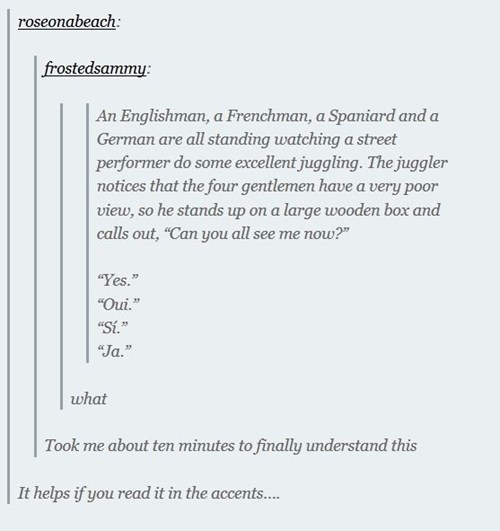 roseonabeach:
frostedsammy:
An Englishman, a Frenchman, a Spaniard and a
German are all standing watching a street
performer do some excellent juggling. The juggler
notices that the four gentlemen have a very poor
view, so he stands up on a large wooden box and
calls out, “Can you all see me now?”
“Yes.”
“Oui.”
“Sí.”
“Ja.”
what
Took me about ten minutes to finally understand this
It helps if you read it in the accents....